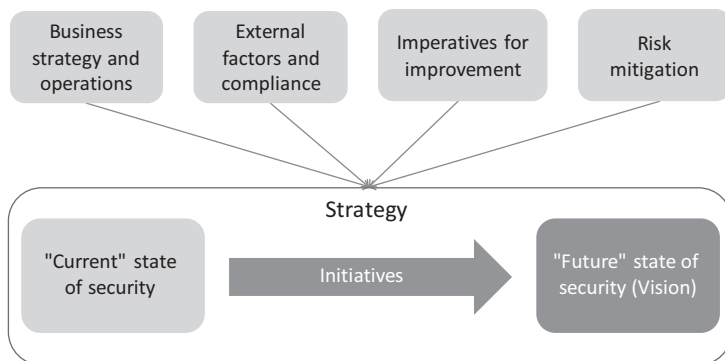 Business
strategy and
operations
External
factors and
compliance
Imperatives for
improvement
Risk
mitigation
Strategy
"Current" state
of security
Initiatives
"Future" state of
security (Vision)